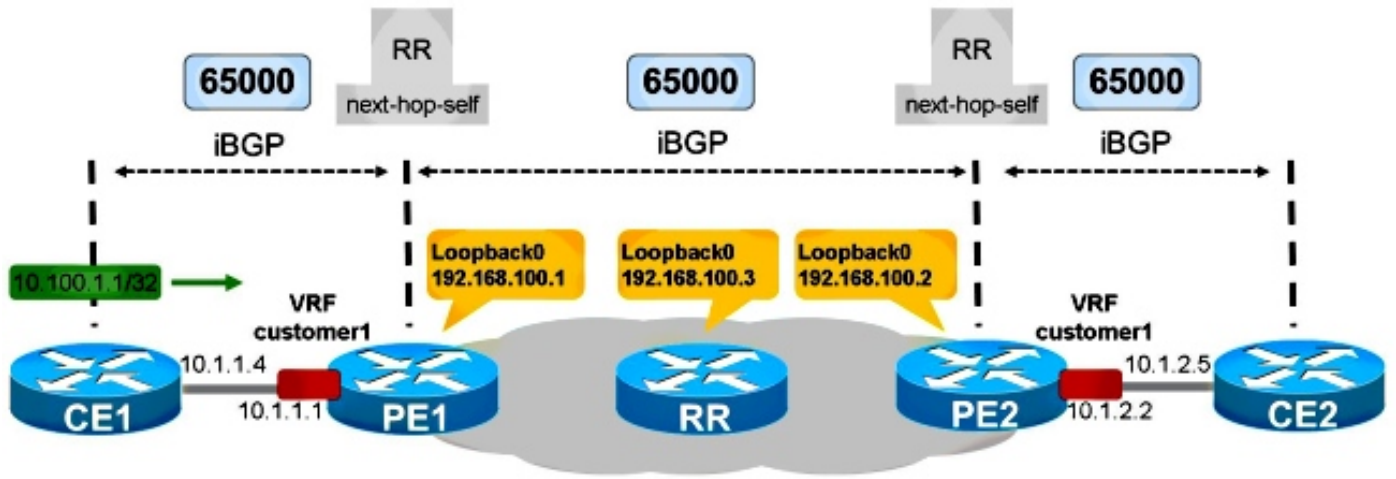 RR
65000
next-hop-self
iBGP
65000
iBGP
RR
next-hop-self
65000
iBGP
10.100.1.1/32
Loopback0
192.168.100.1
Loopback0
192.168.100.3
Loopback0
192.168.100.2
VRF
customer1
VRF
customer1
10.1.1.4
10.1.1.1
10.1.2.5
10.1.2.2
CE1
PE1
RR
PE2
CE2